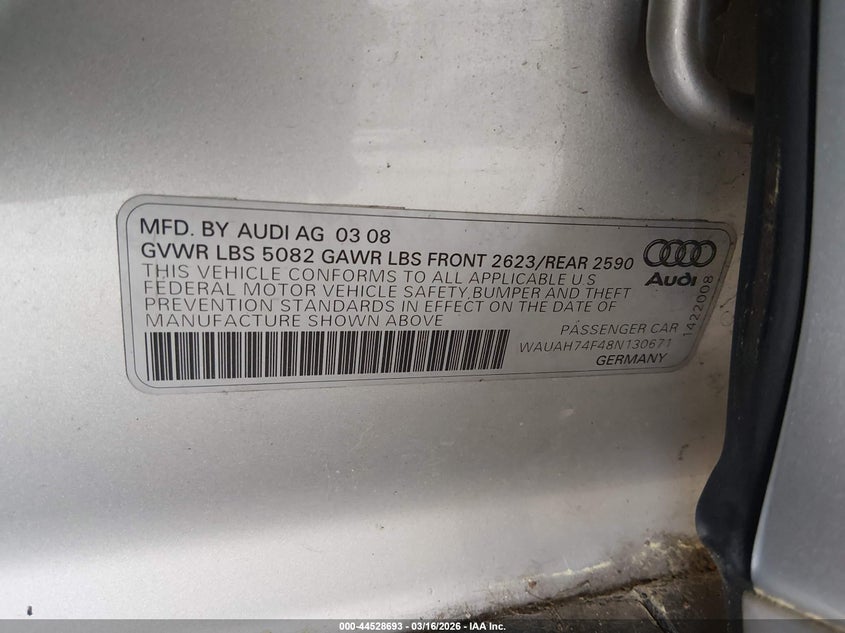 MFD. BY AUDI AG 03 08
GVWR LBS 5082 GAWR LBS FRONT 2623/REAR 2590
THIS VEHICLE CONFORMS TO ALL APPLICABLE U S
FEDERAL MOTOR VEHICLE SAFETY,BUMPER AND THEFT
PREVENTION STANDARDS IN EFFECT ON THE DATE OF
MANUFACTURE SHOWN ABOVE
Audi
1422008
PASSENGER CAR
WAUAH74F48N130671
GERMANY
000-44528693 - 03/16/2026 - IAA Inc.